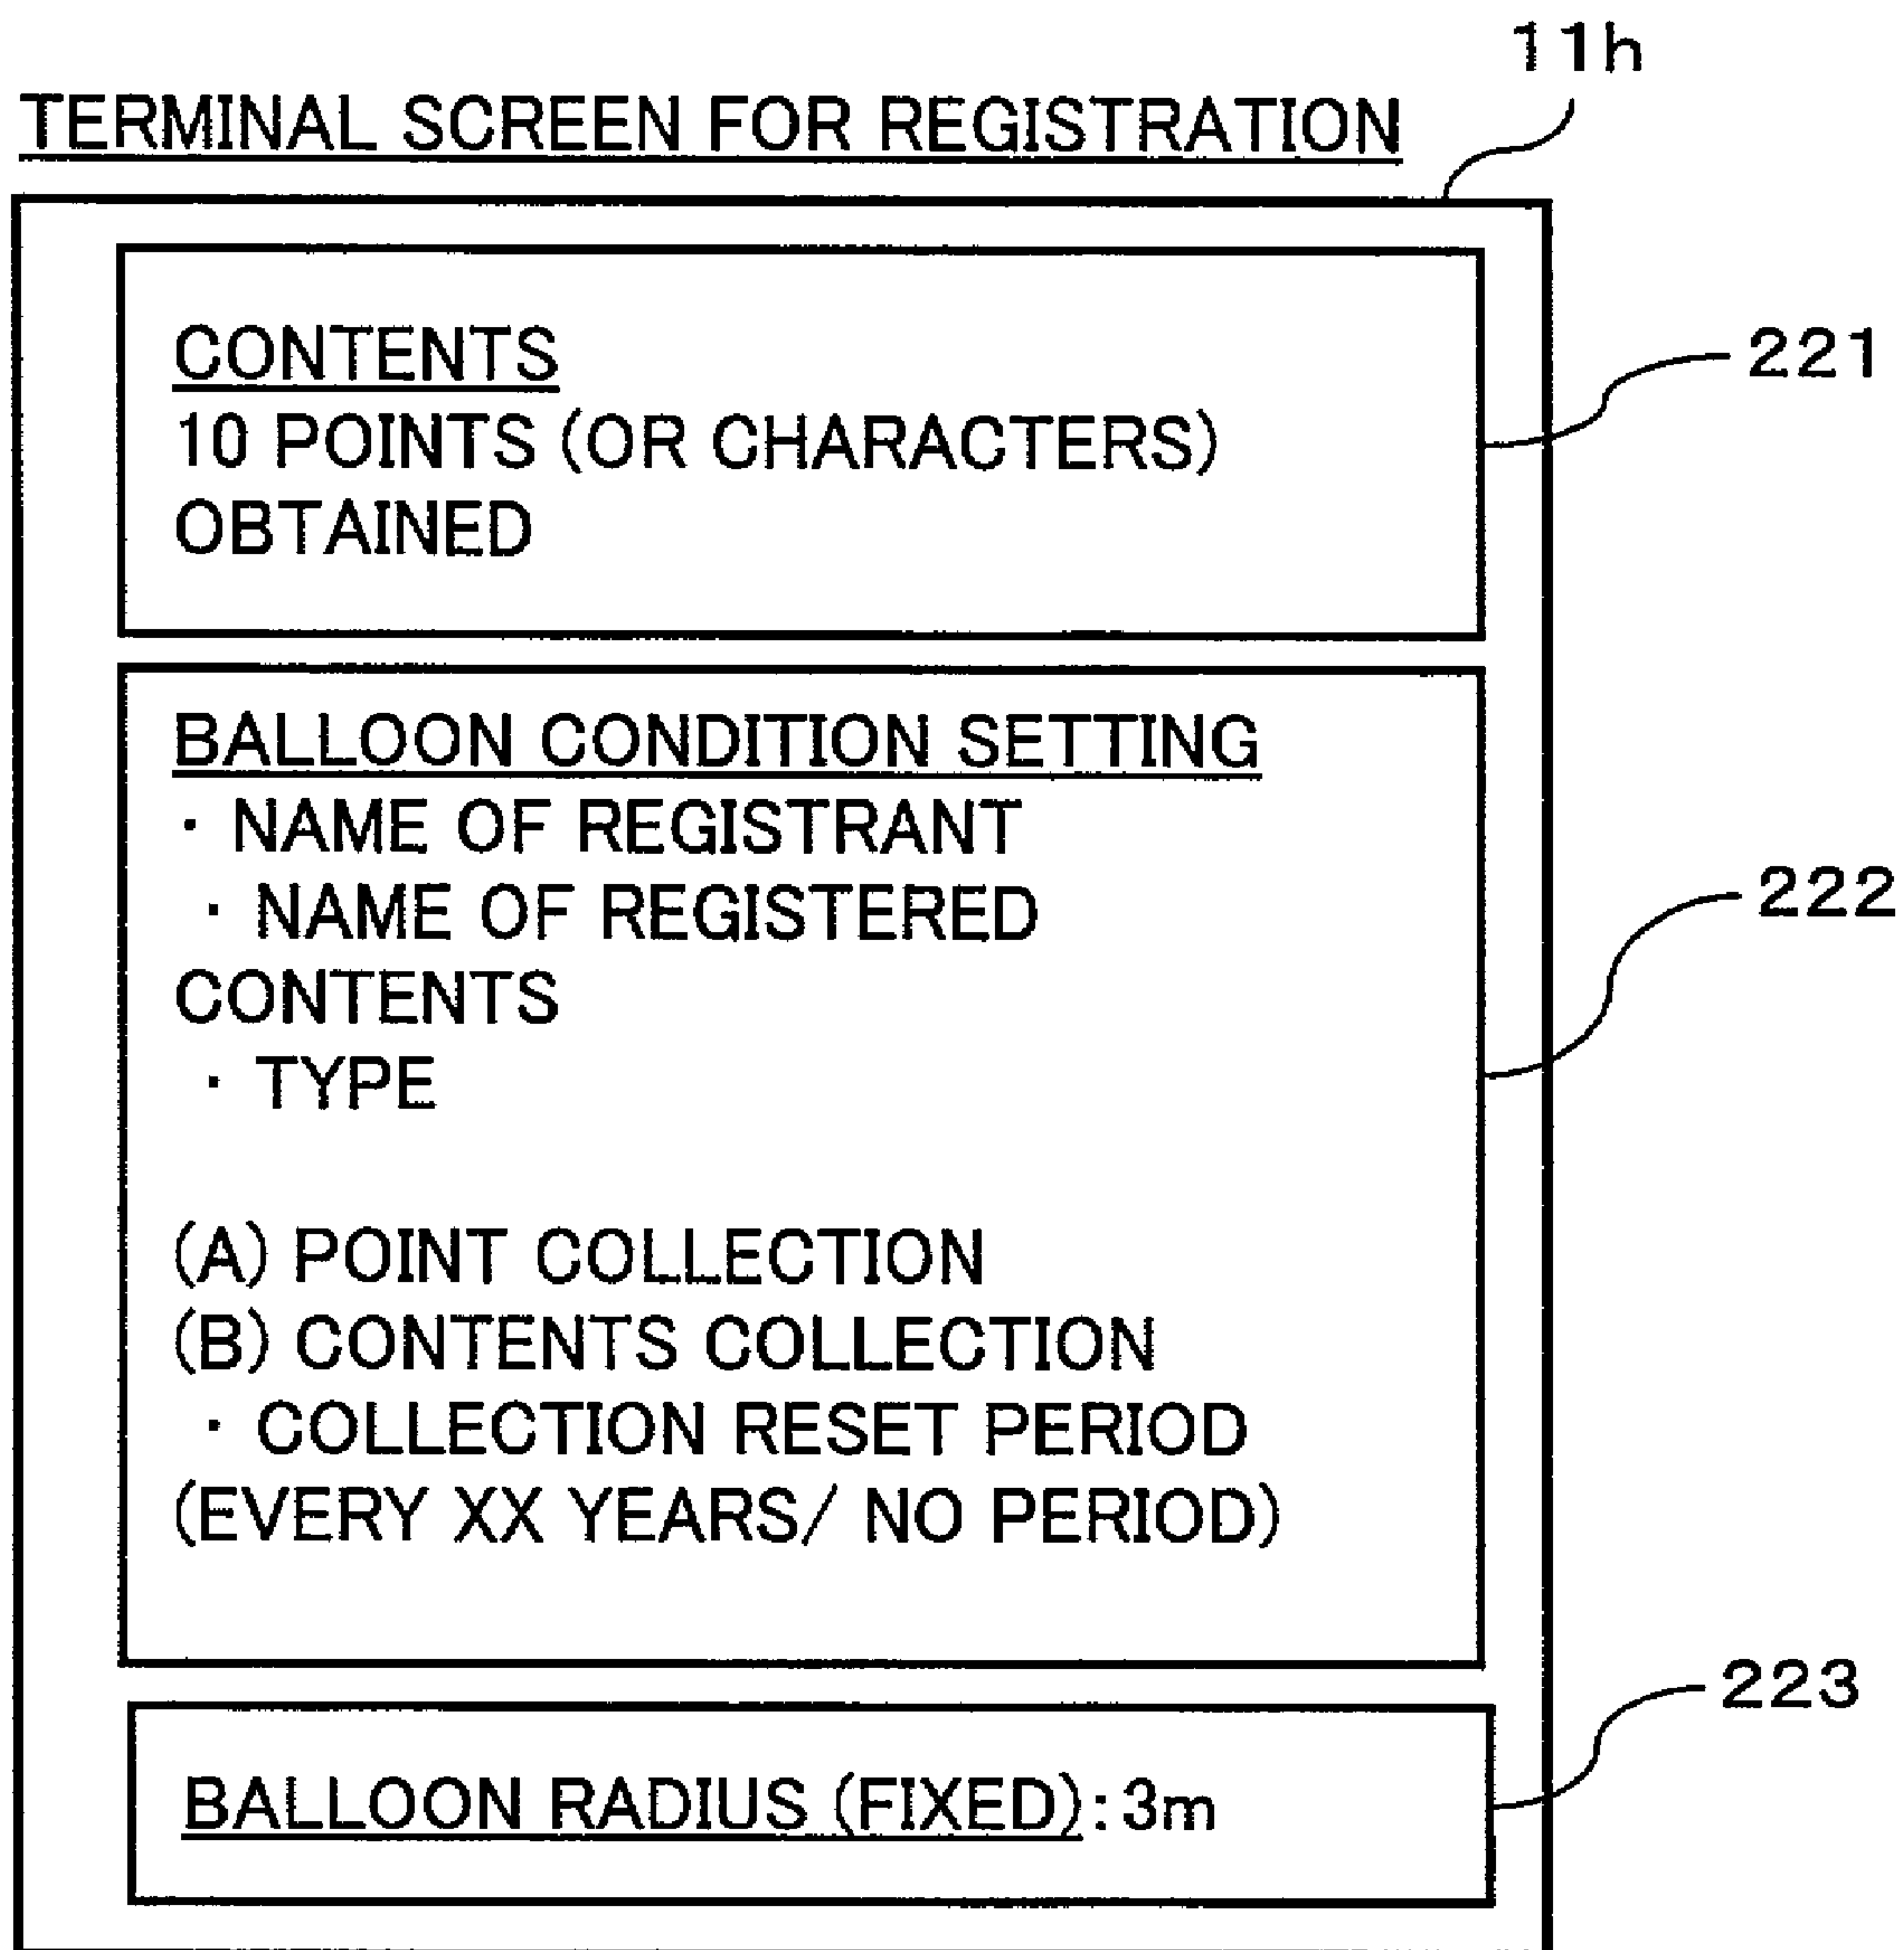 11h
TERMINAL SCREEN FOR REGISTRATION
CONTENTS
10 POINTS (OR CHARACTERS)
OBTAINED
221
BALLOON CONDITION SETTING
・NAME OF REGISTRANT
・NAME OF REGISTERED
CONTENTS
・TYPE
(A) POINT COLLECTION
(B) CONTENTS COLLECTION
・COLLECTION RESET PERIOD
(EVERY XX YEARS/ NO PERIOD)
222
BALLOON RADIUS (FIXED): 3m
223